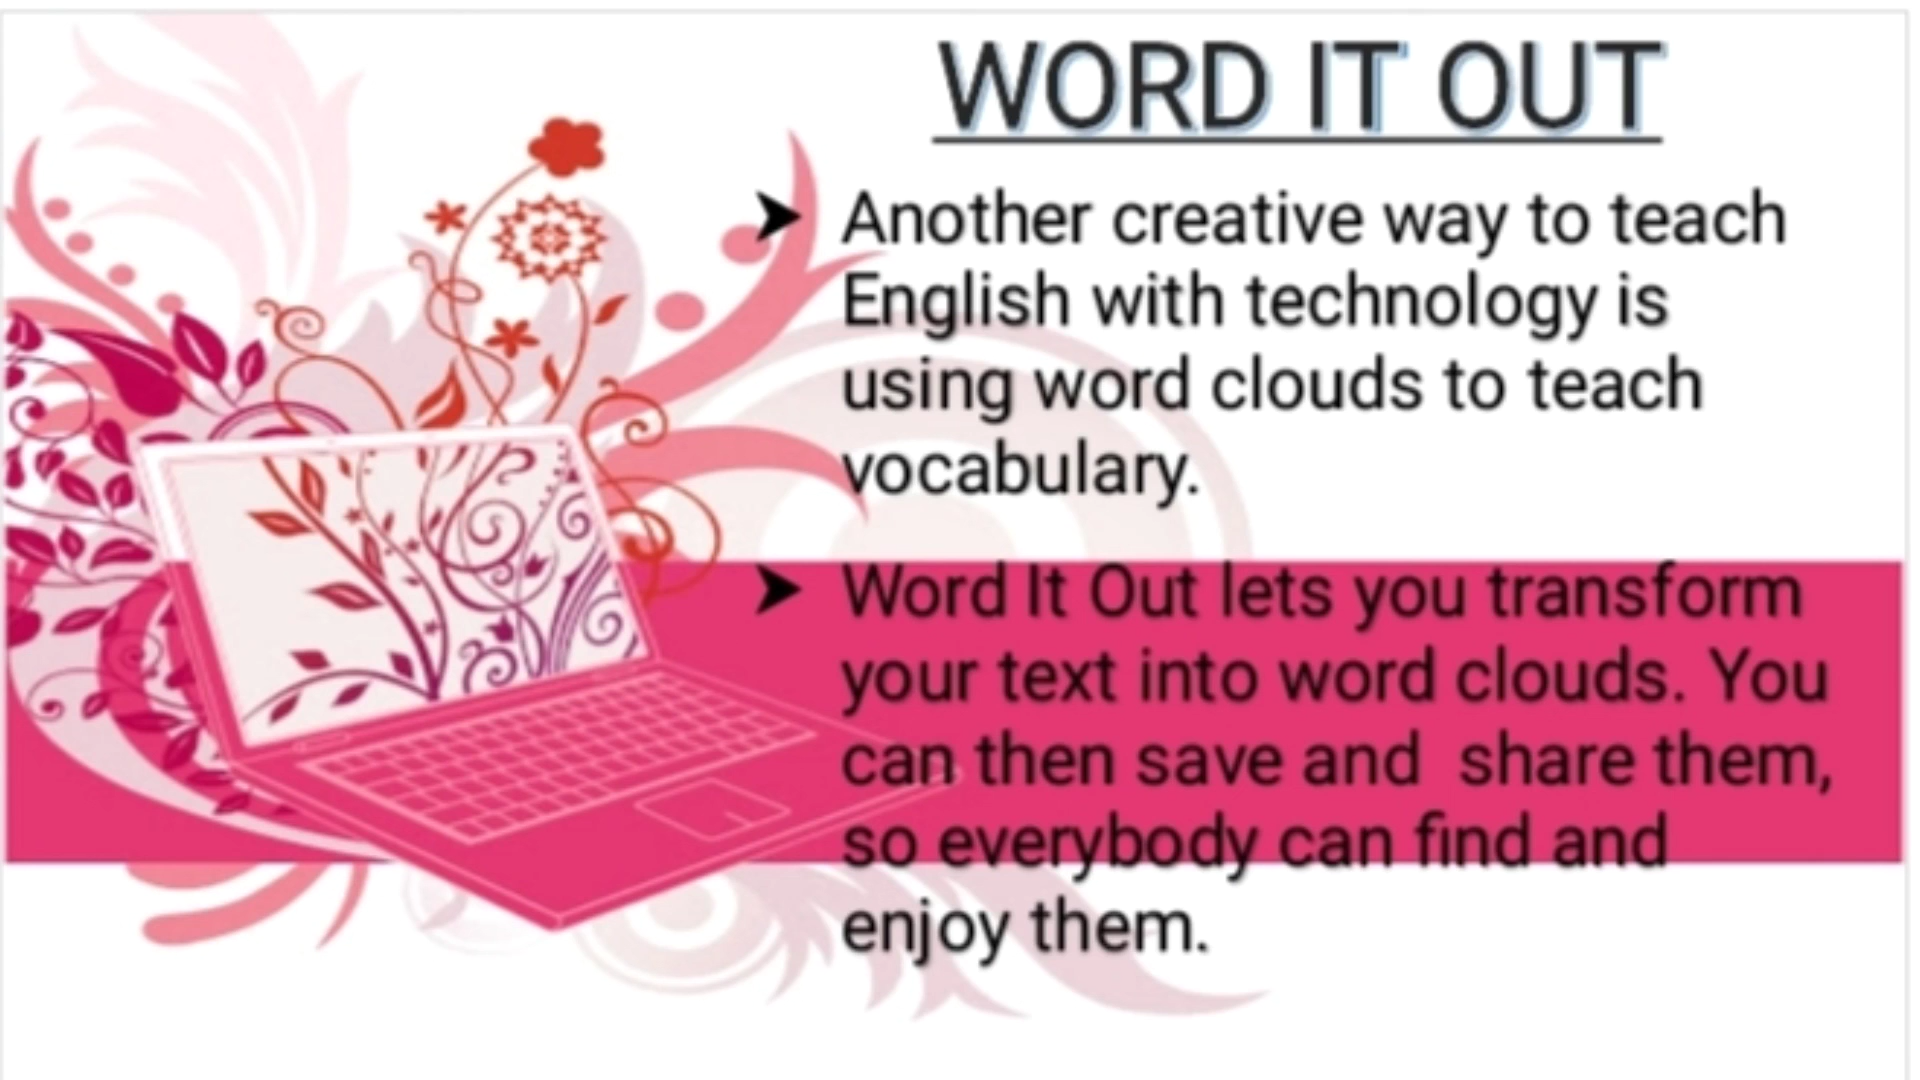 WORD IT OUT
➤ Another creative way to teach
English with technology is
using word clouds to teach
vocabulary.
➤ Word It Out lets you transform
your text into word clouds. You
can then save and  share them,
so everybody can find and
enjoy them.